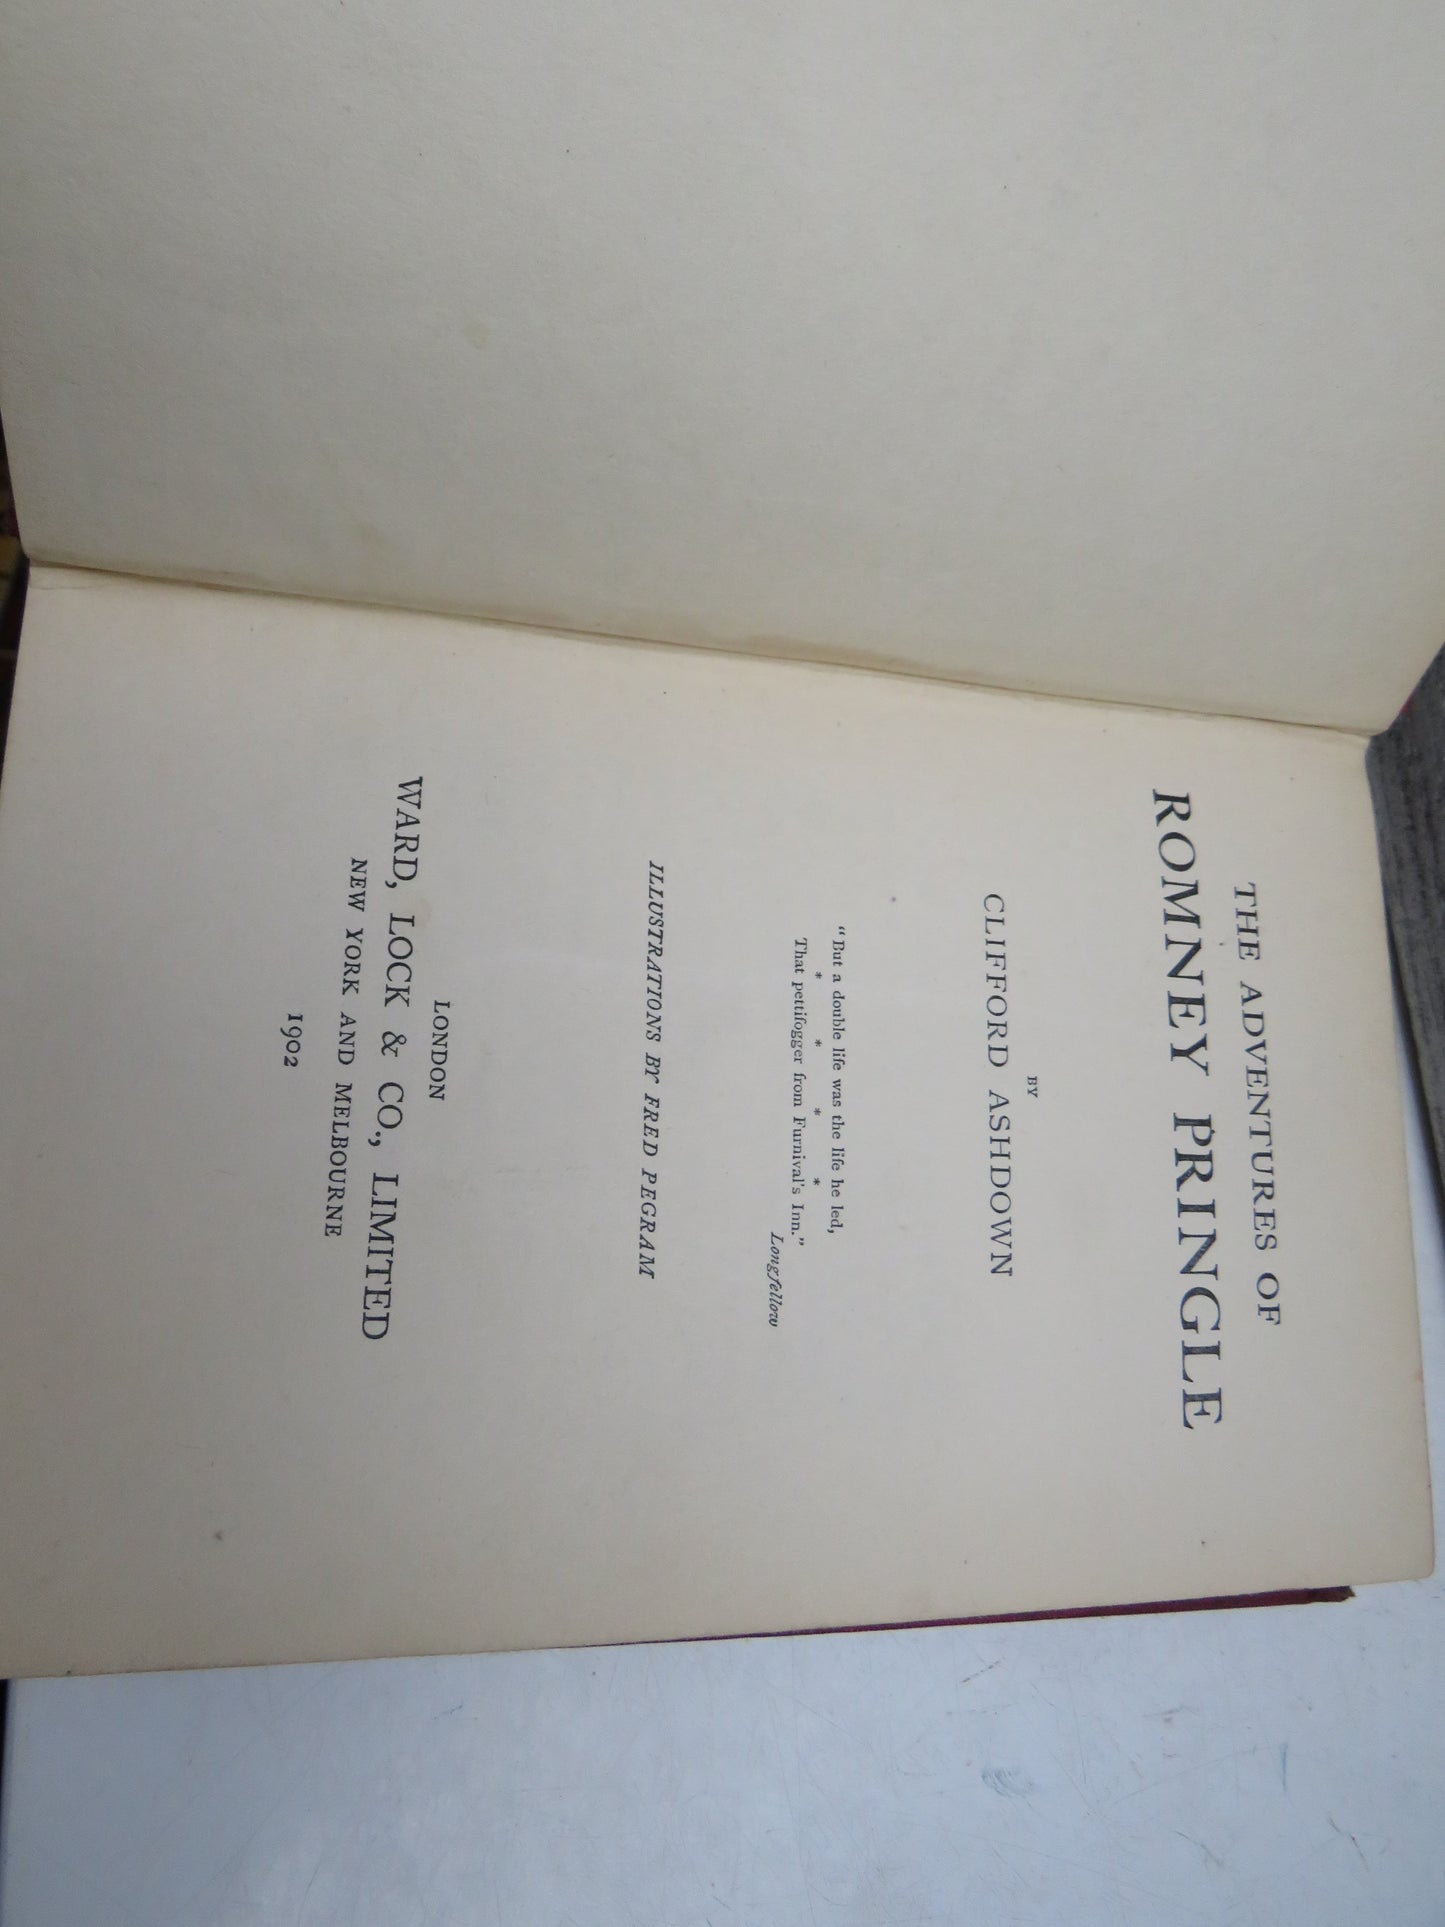 THE ADVENTURES OF
ROMNEY PRINGLE
BY
CLIFFORD ASHDOWN
"But a double life was the life he led,
* * * *
That pettifogger from Furnival's Inn."
Longfellow
ILLUSTRATIONS BY FRED PEGRAM
LONDON
WARD, LOCK & CO., LIMITED
NEW YORK AND MELBOURNE
1902